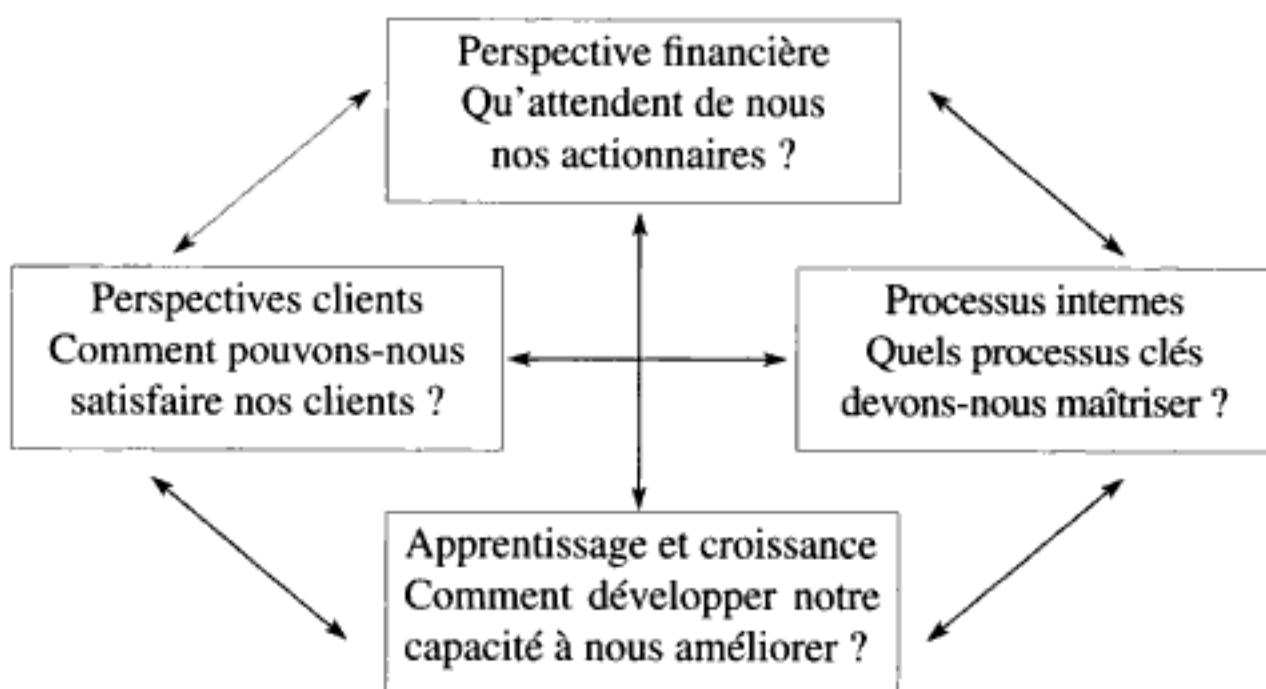 Perspective financière
Qu'attendent de nous
nos actionnaires ?
Perspectives clients
Comment pouvons-nous
satisfaire nos clients ?
Processus internes
Quels processus clés
devons-nous maîtriser ?
Apprentissage et croissance
Comment développer notre
capacité à nous améliorer ?